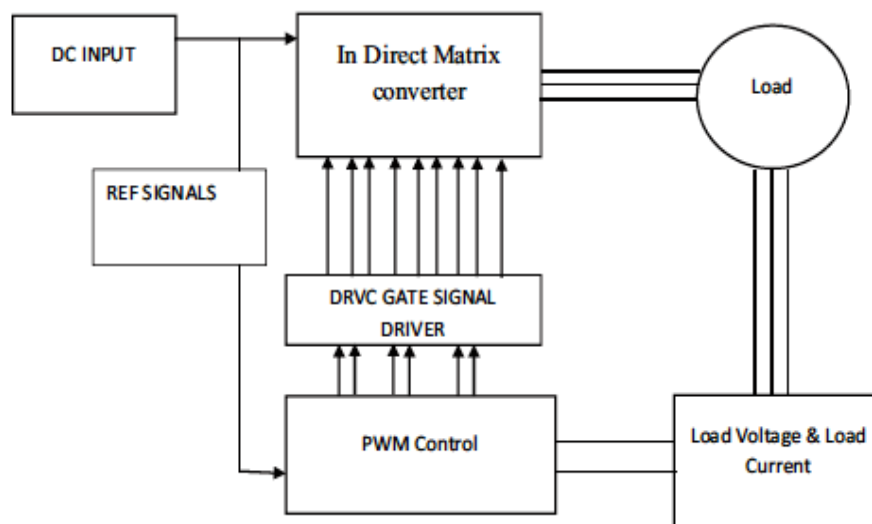 DC INPUT
In Direct Matrix
converter
Load
REF SIGNALS
DRVC GATE SIGNAL
DRIVER
PWM Control
Load Voltage & Load
Current